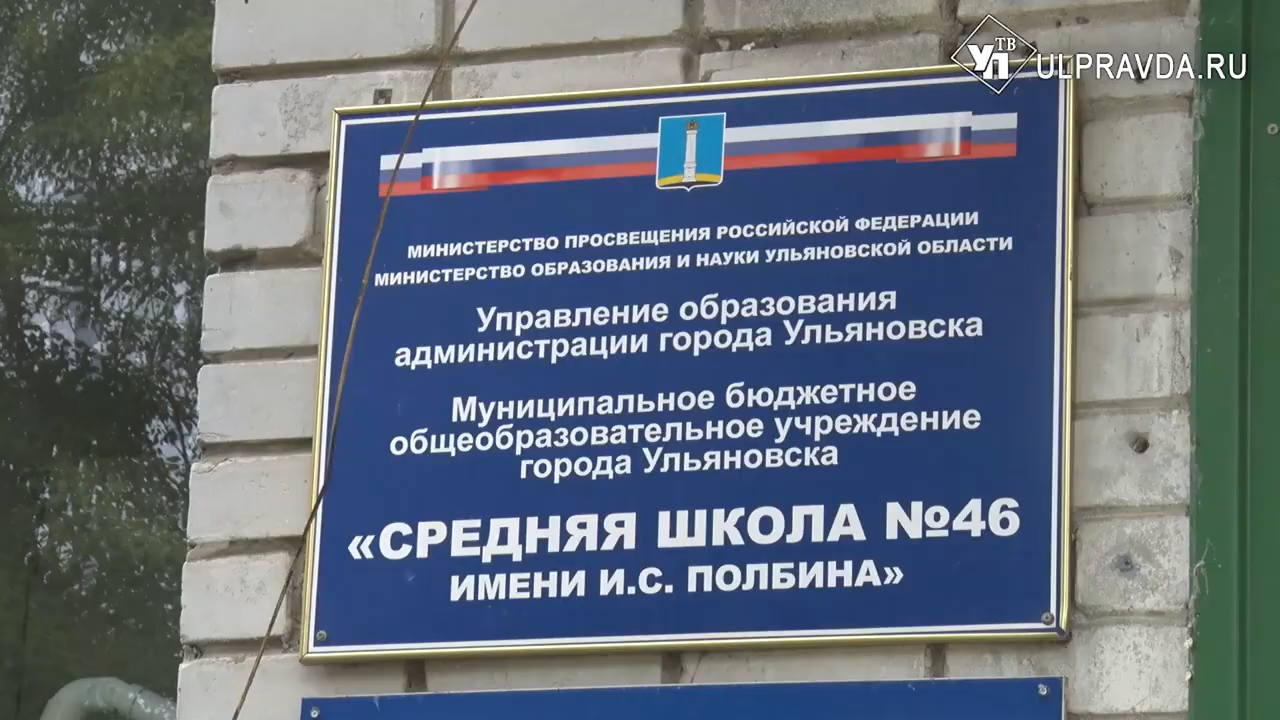 УП ТВ ULPRAVDA.RU
МИНИСТЕРСТВО ПРОСВЕЩЕНИЯ РОССИЙСКОЙ ФЕДЕРАЦИИ
МИНИСТЕРСТВО ОБРАЗОВАНИЯ И НАУКИ УЛЬЯНОВСКОЙ ОБЛАСТИ
Управление образования
администрации города Ульяновска
Муниципальное бюджетное
общеобразовательное учреждение
города Ульяновска
«СРЕДНЯЯ ШКОЛА №46
ИМЕНИ И.С. ПОЛБИНА»